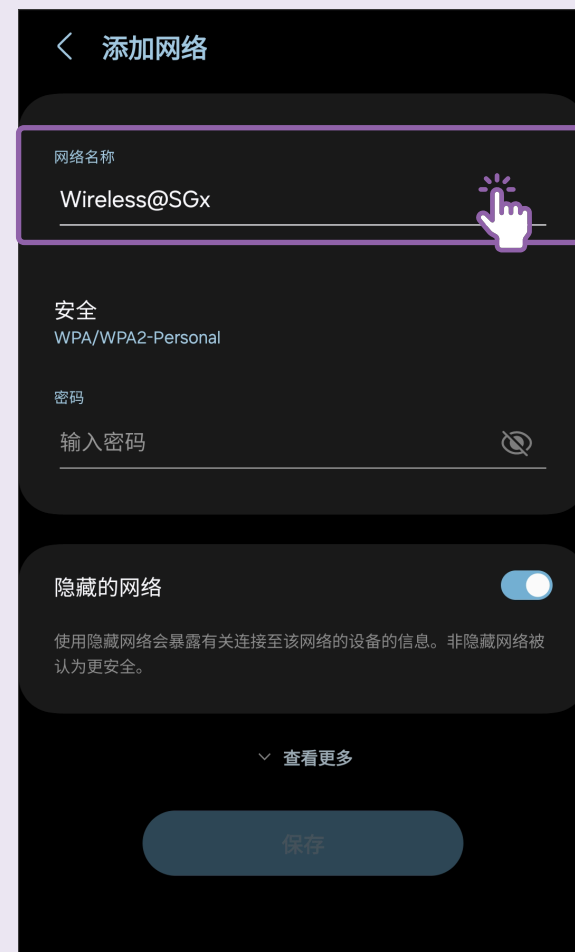 添加网络
网络名称
Wireless@SGx
安全
WPA/WPA2-Personal
密码
输入密码
隐藏的网络
使用隐藏网络会暴露有关连接至该网络的设备的信息。非隐藏网络被
认为更安全。
查看更多
保存